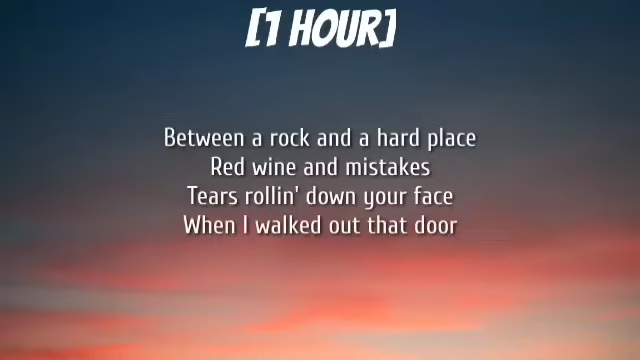 [1 HOUR]
Between a rock and a hard place
Red wine and mistakes
Tears rollin' down your face
When I walked out that door